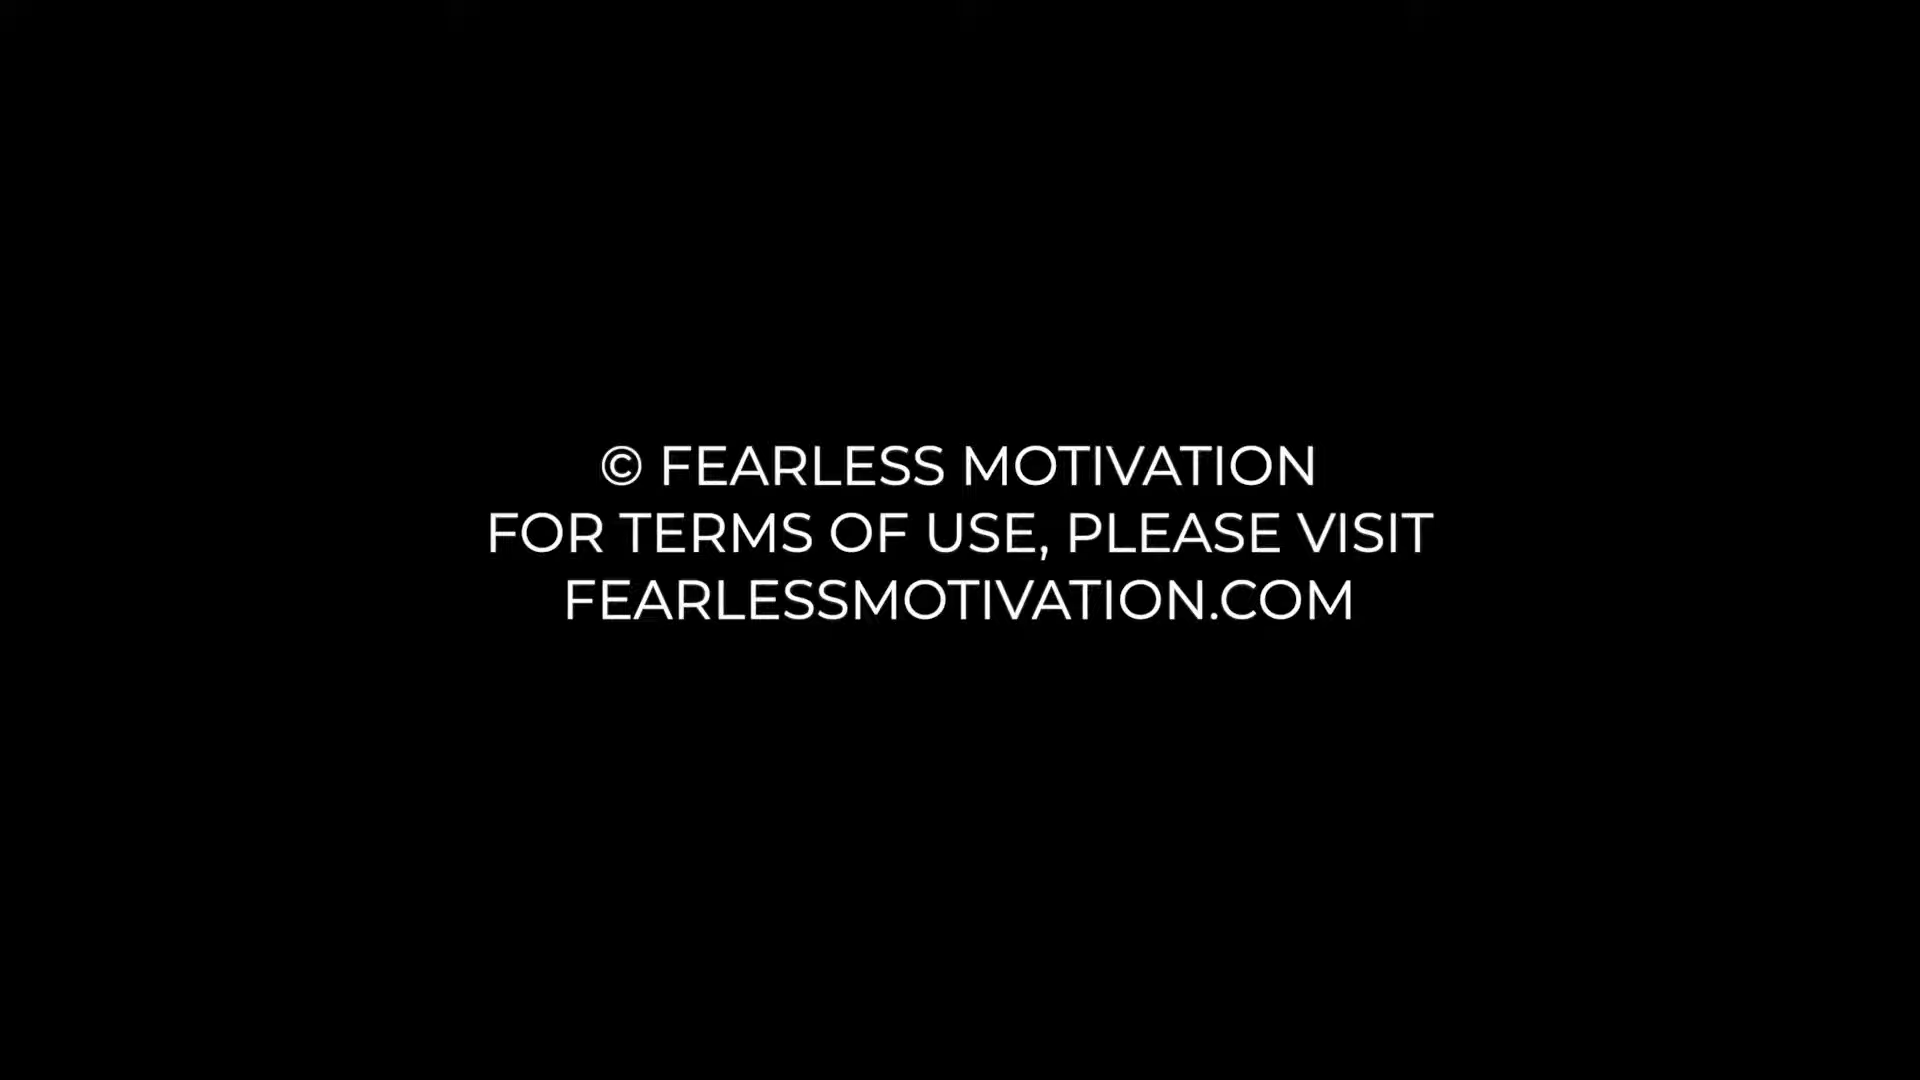 © FEARLESS MOTIVATION
FOR TERMS OF USE, PLEASE VISIT
FEARLESSMOTIVATION.COM